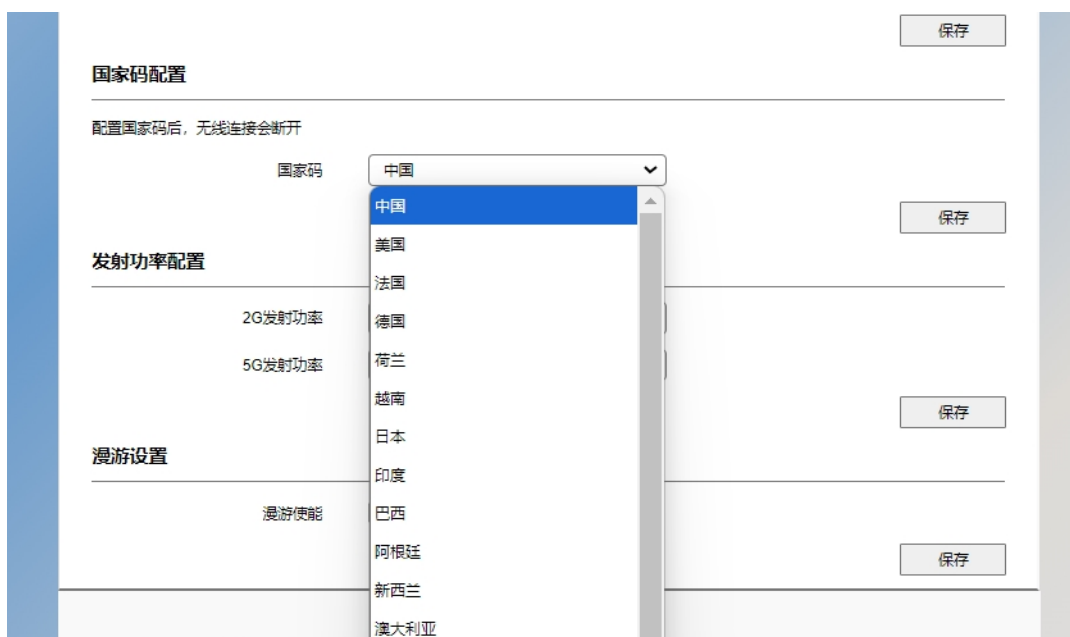 保存
国家码配置
配置国家码后，无线连接会断开
国家码
中国
中国
美国
法国
德国
荷兰
越南
日本
印度
巴西
阿根廷
新西兰
澳大利亚
保存
发射功率配置
2G发射功率
5G发射功率
保存
漫游设置
漫游使能
保存